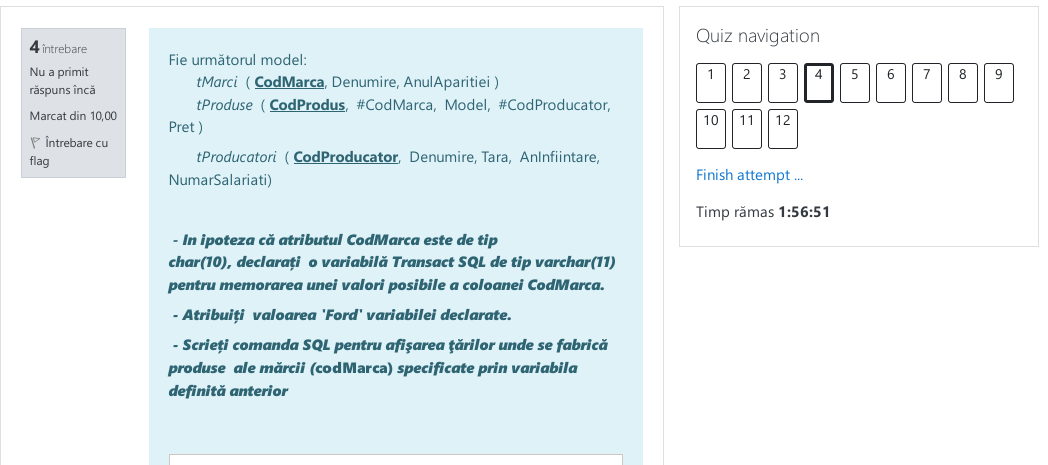 4 întrebare
Nu a primit
răspuns încă
Marcat din 10,00
Întrebare cu
flag
Fie următorul model:
tMarci ( CodMarca, Denumire, AnulAparitiei )
tProduse ( CodProdus, #CodMarca, Model, #CodProducator,
Pret )
tProducatori ( CodProducator, Denumire, Tara, AnInfiintare,
NumarSalariati)
- In ipoteza că atributul CodMarca este de tip
char(10), declarați o variabilă Transact SQL de tip varchar(11)
pentru memorarea unei valori posibile a coloanei CodMarca.
- Atribuiți valoarea 'Ford' variabilei declarate.
- Scrieți comanda SQL pentru afişarea ţărilor unde se fabrică
produse ale mărcii (codMarca) specificate prin variabila
definită anterior
Quiz navigation
1 2 3 4 5 6 7 8 9
10 11 12
Finish attempt ...
Timp rămas 1:56:51